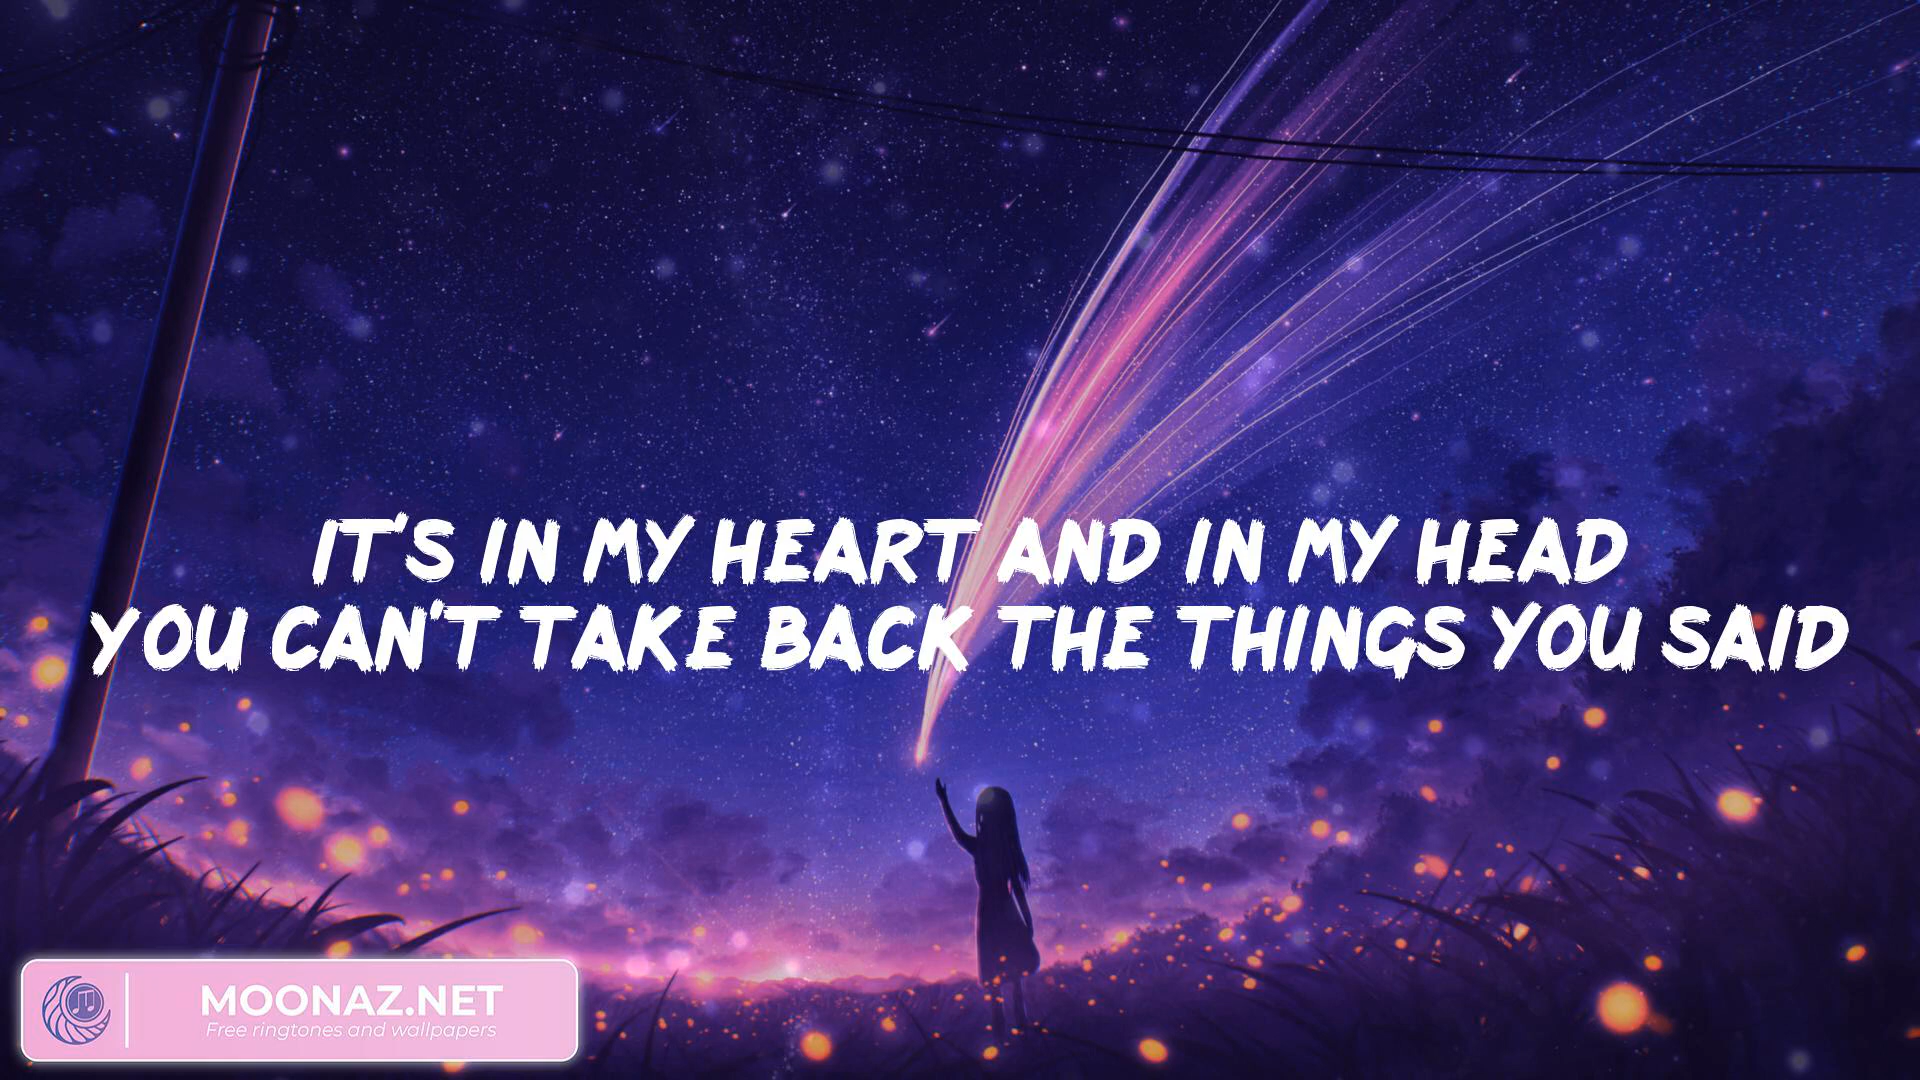 IT'S IN MY HEART AND IN MY HEAD
YOU CAN'T TAKE BACK THE THINGS YOU SAID
MOONAZ.NET
Free ringtones and wallpapers